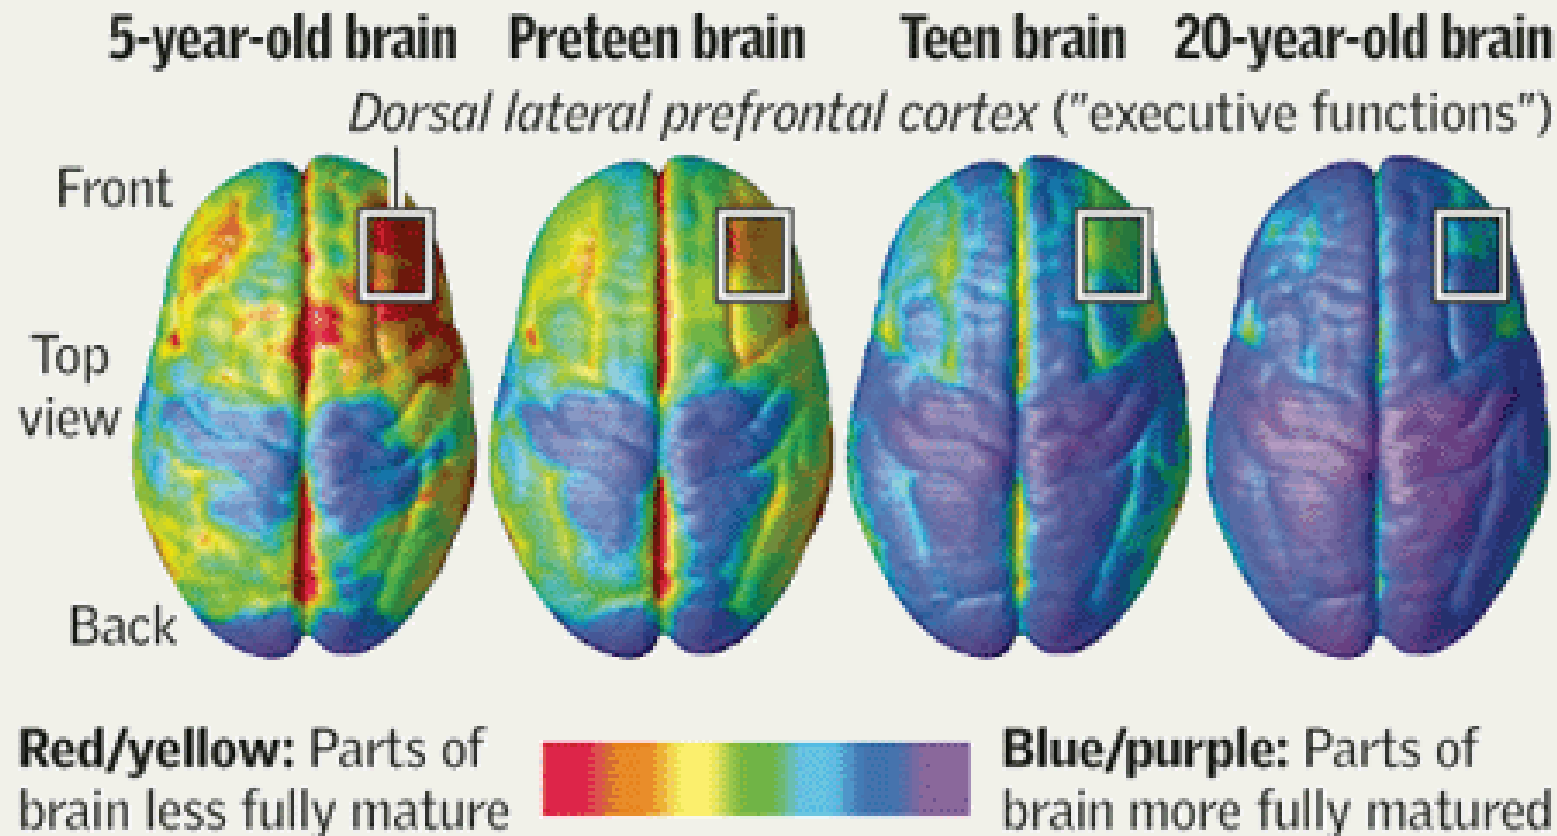 5-year-old brain Preteen brain Teen brain 20-year-old brain
Dorsal lateral prefrontal cortex ("executive functions")
Front
Top
view
Back
Red/yellow: Parts of
brain less fully mature
Blue/purple: Parts of
brain more fully matured